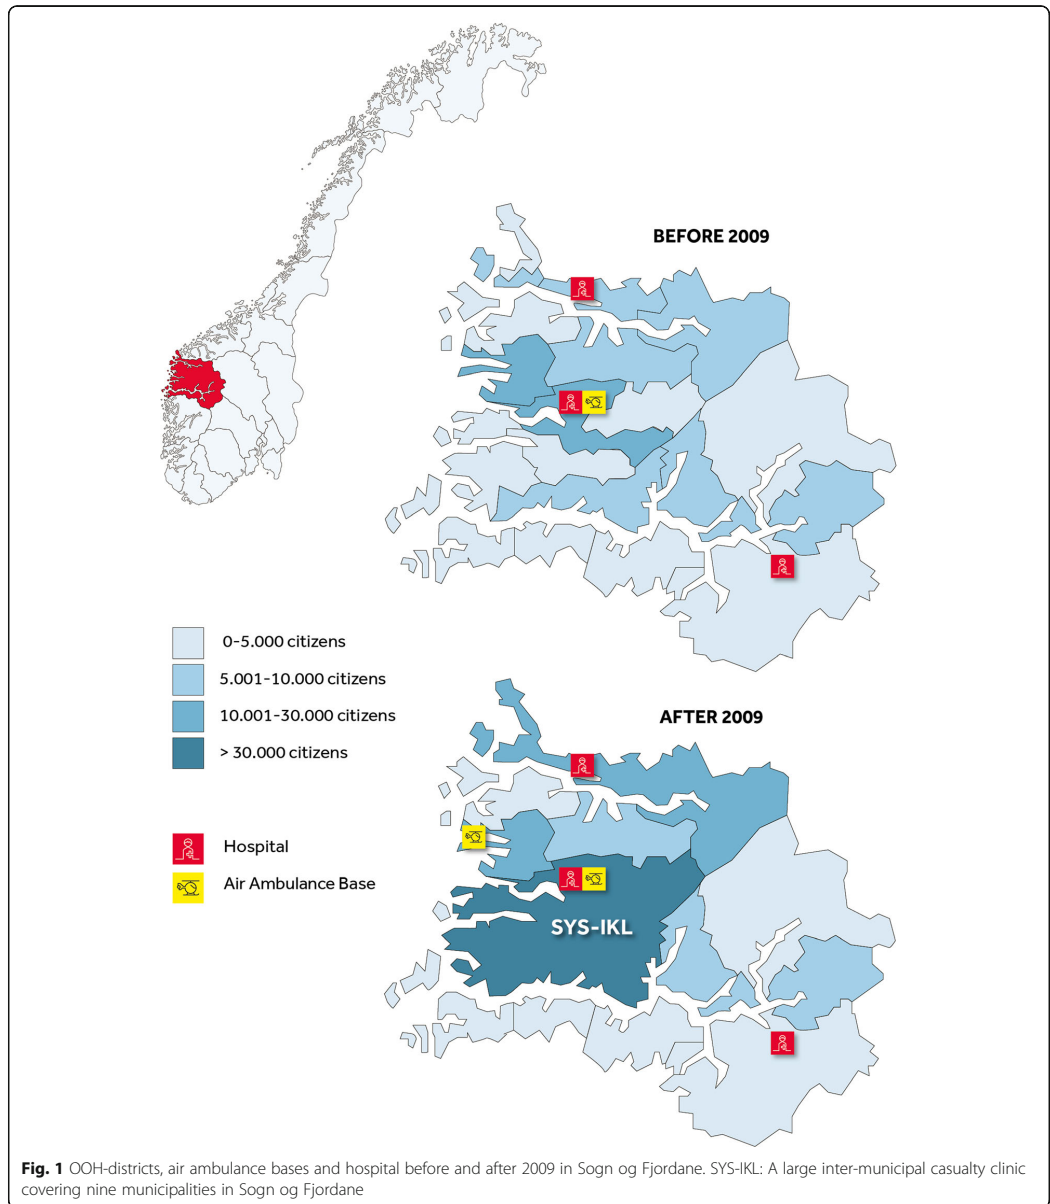 BEFORE 2009
0-5.000 citizens
5.001-10.000 citizens
10.001-30.000 citizens
> 30.000 citizens
Hospital
Air Ambulance Base
AFTER 2009
SYS-IKL
Fig. 1 OOH-districts, air ambulance bases and hospital before and after 2009 in Sogn og Fjordane. SYS-IKL: A large inter-municipal casualty clinic
covering nine municipalities in Sogn og Fjordane